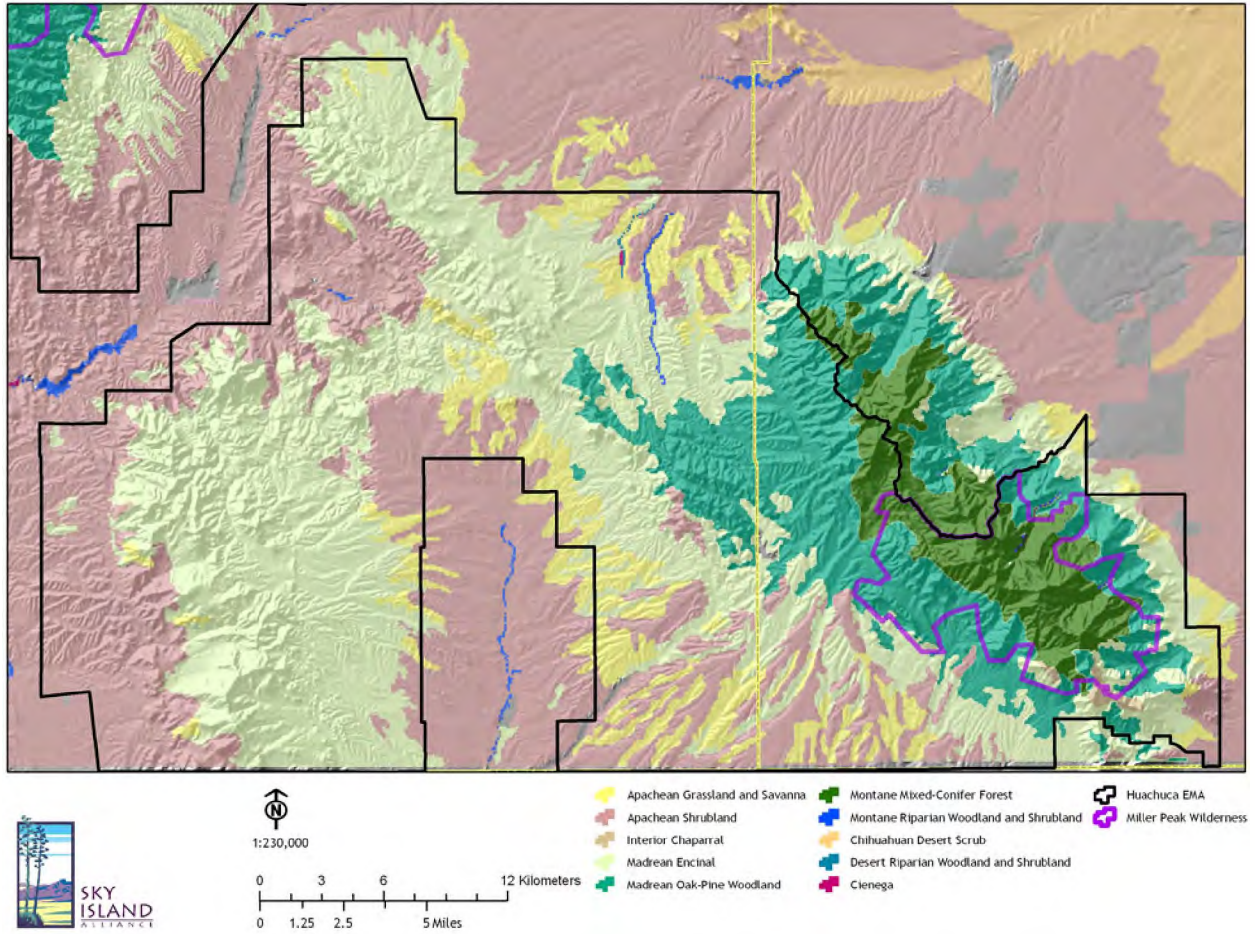 N
1:230,000
0 3 6 12 Kilometers
0 1.25 2.5 5 Miles
SKY
ISLAND
ALLIANCE
Apachean Grassland and Savanna
Apachean Shrubland
Interior Chaparral
Madrean Encinal
Madrean Oak-Pine Woodland
Montane Mixed-Conifer Forest
Montane Riparian Woodland and Shrubland
Chihuahuan Desert Scrub
Desert Riparian Woodland and Shrubland
Cienega
Huachuca EMA
Miller Peak Wilderness